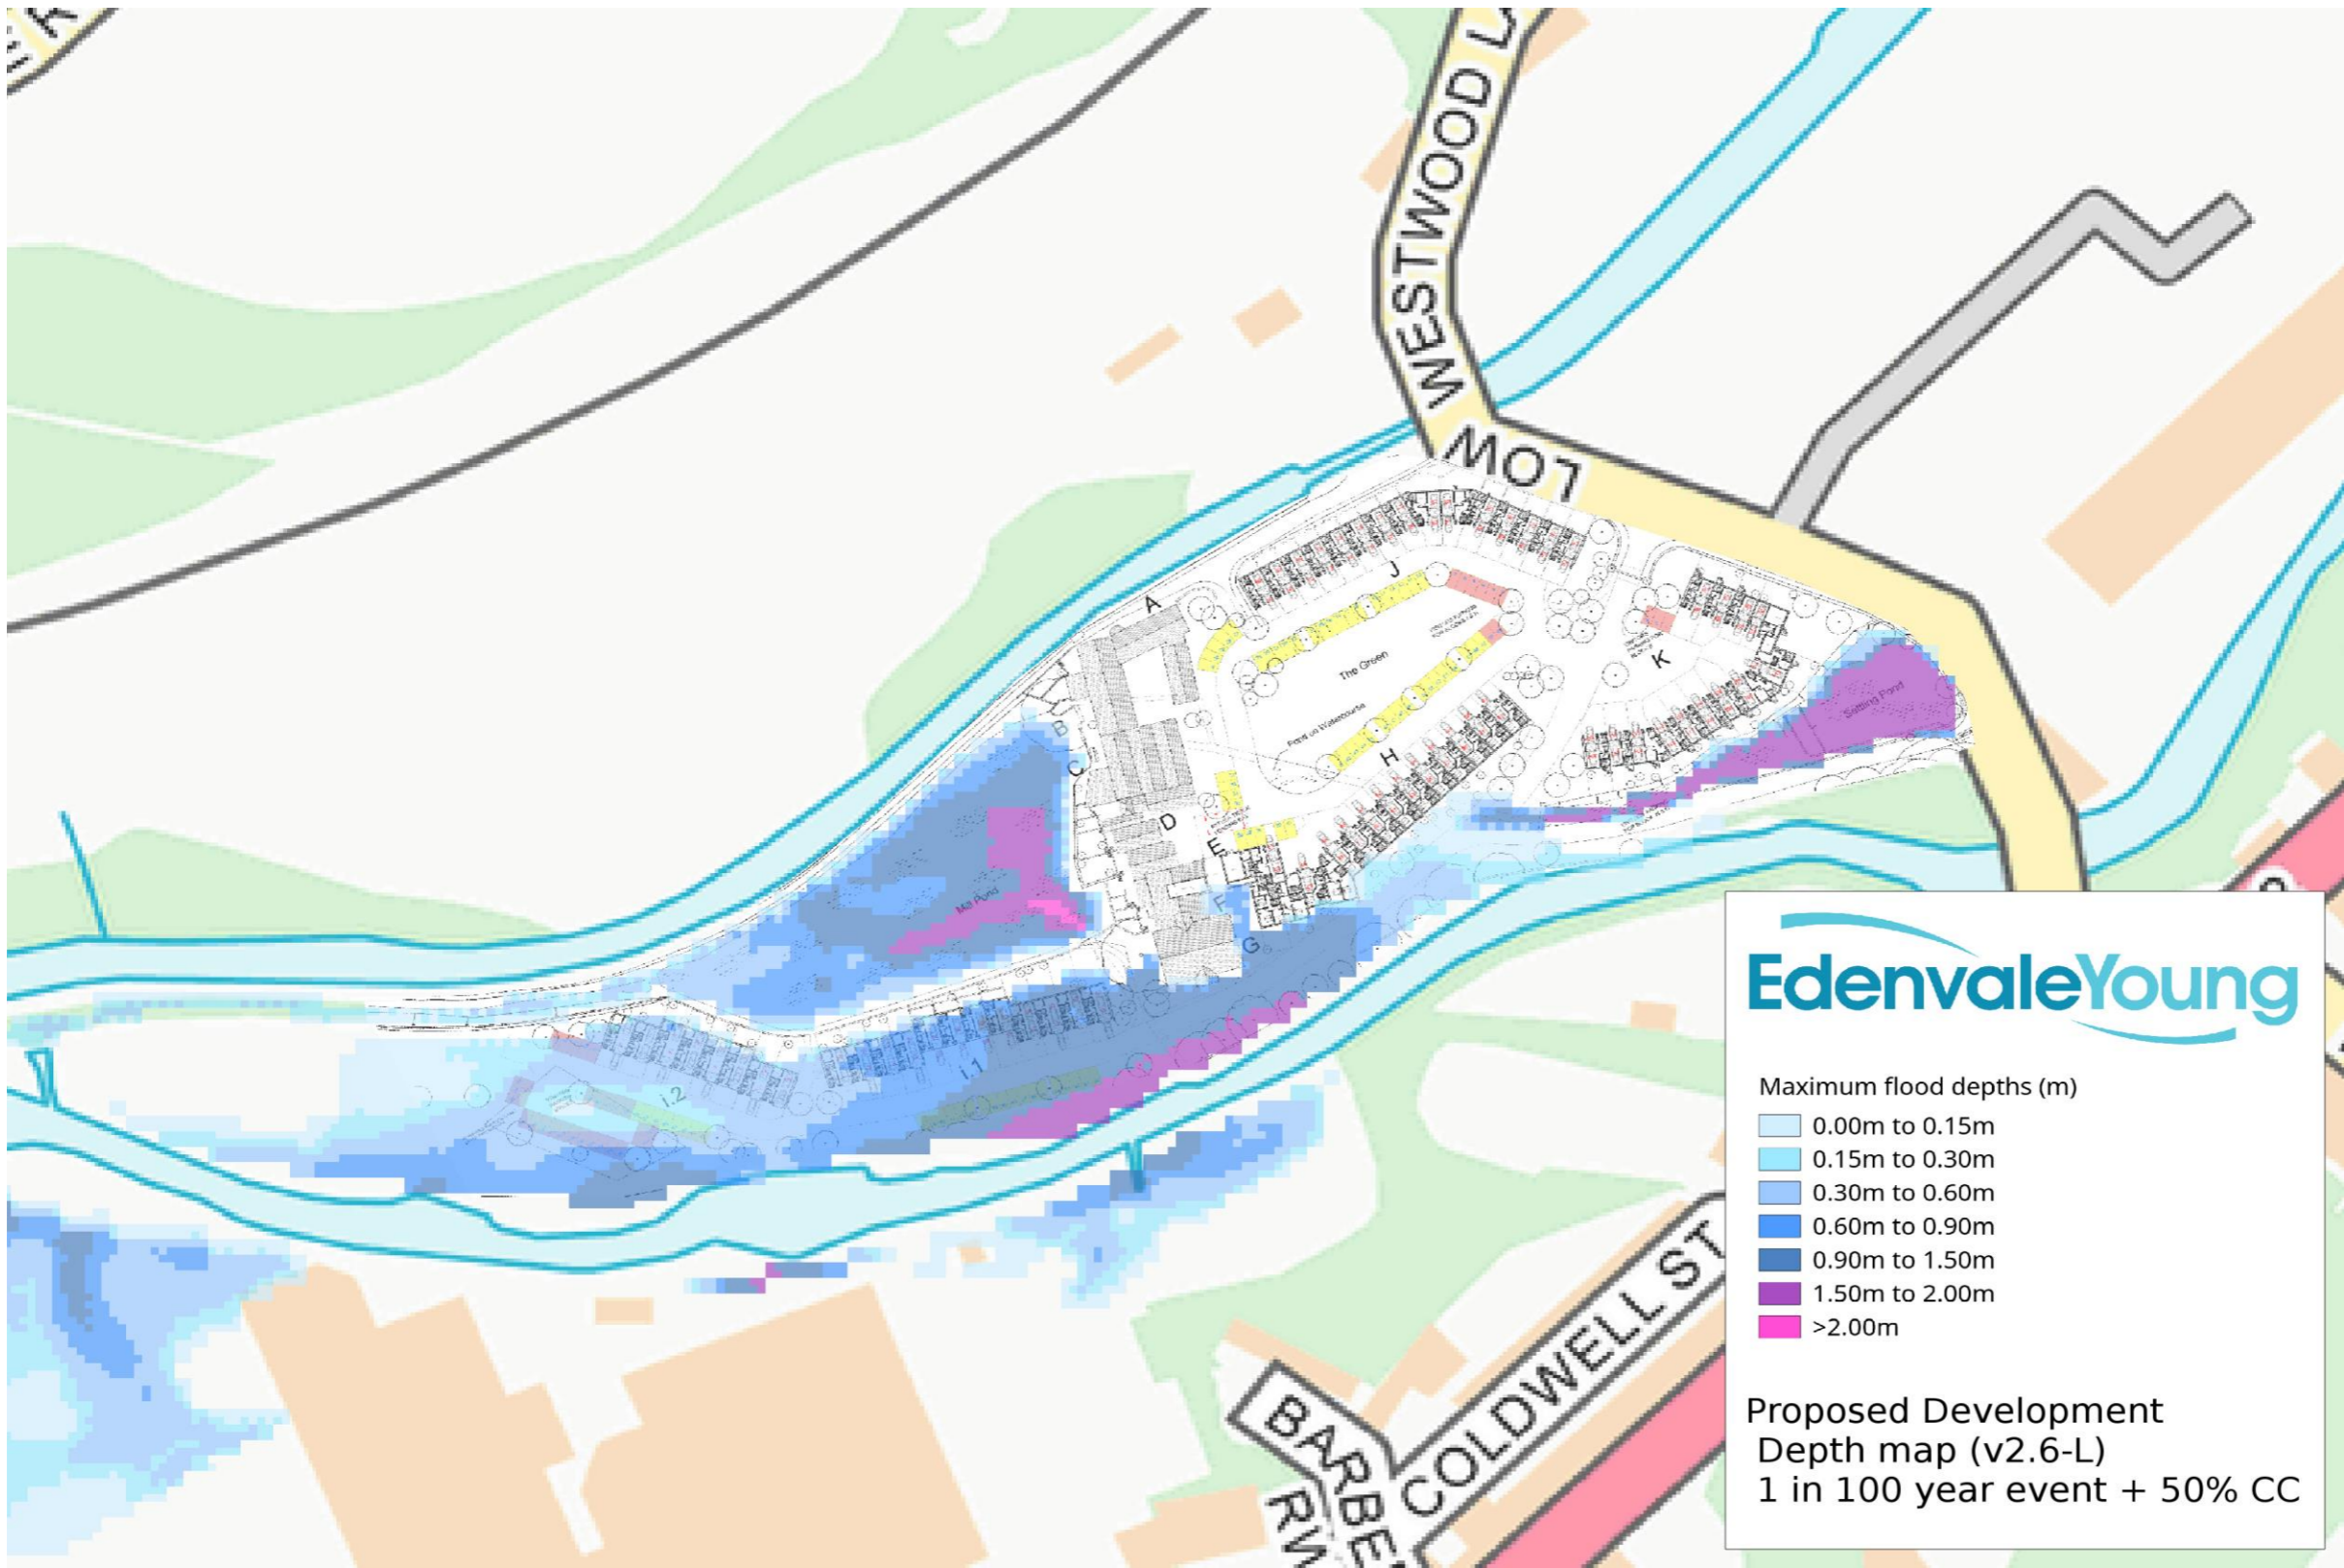 WESTWOOD LA
LOW
A
J
The Green
K
B
C
Settling Pond
H
D
E
Mill Pond
F
G
i.1
i.2
EdenvaleYoung
Maximum flood depths (m)
0.00m to 0.15m
0.15m to 0.30m
0.30m to 0.60m
0.60m to 0.90m
0.90m to 1.50m
1.50m to 2.00m
>2.00m
COLDWELL ST
BARBE
RIV
Proposed Development
Depth map (v2.6-L)
1 in 100 year event + 50% CC